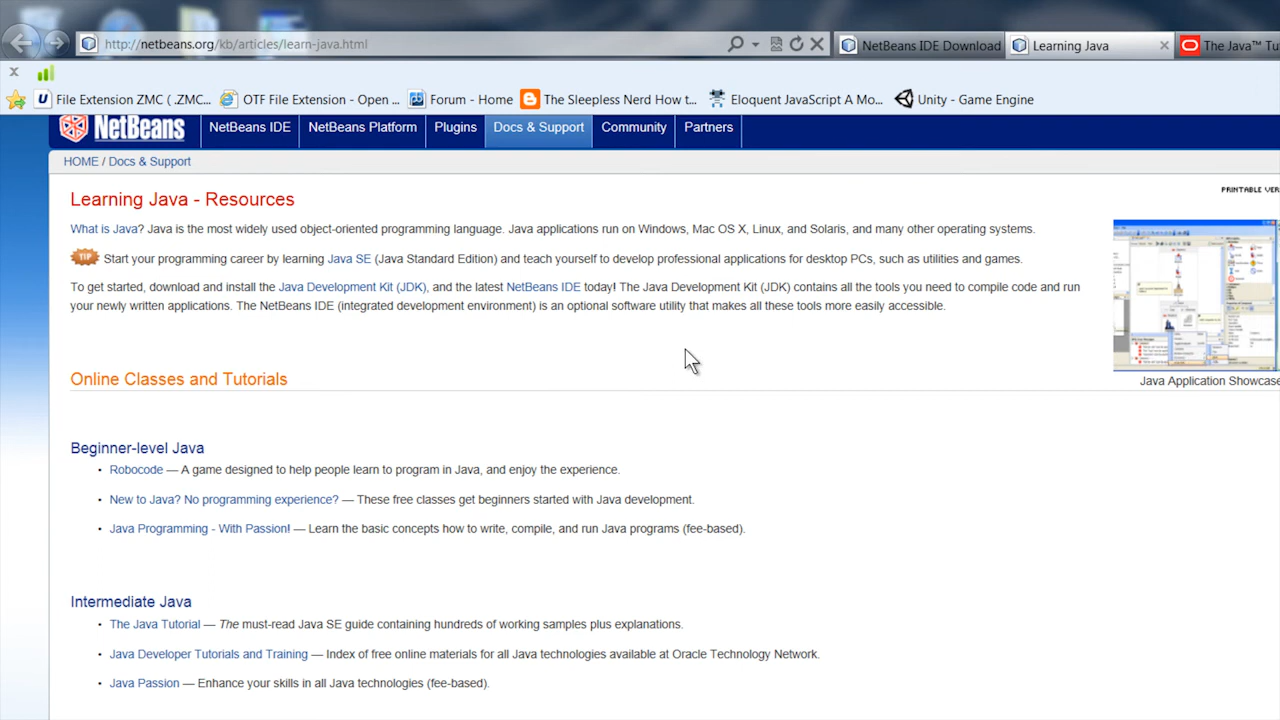 http://netbeans.org/kb/articles/learn-java.html
NetBeans IDE Download
Learning Java
The Java™ Tu
File Extension ZMC ( .ZMC...
OTF File Extension - Open ...
Forum - Home
The Sleepless Nerd How t...
Eloquent JavaScript A Mo...
Unity - Game Engine
NetBeans
NetBeans IDE
NetBeans Platform
Plugins
Docs & Support
Community
Partners
HOME / Docs & Support
PRINTABLE VER
Learning Java - Resources
What is Java? Java is the most widely used object-oriented programming language. Java applications run on Windows, Mac OS X, Linux, and Solaris, and many other operating systems.
TIP Start your programming career by learning Java SE (Java Standard Edition) and teach yourself to develop professional applications for desktop PCs, such as utilities and games.
To get started, download and install the Java Development Kit (JDK), and the latest NetBeans IDE today! The Java Development Kit (JDK) contains all the tools you need to compile code and run
your newly written applications. The NetBeans IDE (integrated development environment) is an optional software utility that makes all these tools more easily accessible.
Java Application Showcase
Online Classes and Tutorials
Beginner-level Java
• Robocode — A game designed to help people learn to program in Java, and enjoy the experience.
• New to Java? No programming experience? — These free classes get beginners started with Java development.
• Java Programming - With Passion! — Learn the basic concepts how to write, compile, and run Java programs (fee-based).
Intermediate Java
• The Java Tutorial — The must-read Java SE guide containing hundreds of working samples plus explanations.
• Java Developer Tutorials and Training — Index of free online materials for all Java technologies available at Oracle Technology Network.
• Java Passion — Enhance your skills in all Java technologies (fee-based).